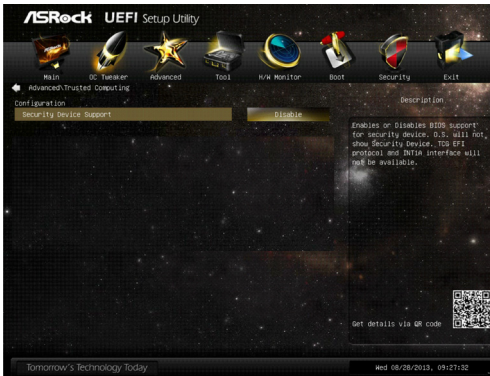 ASRock UEFI Setup Utility
Main OC Tweaker Advanced Tool H/W Monitor Boot Security Exit
Advanced\Trusted Computing
Description
Configuration
Security Device Support Disable
Enables or Disables BIOS support
for security device. O.S. will not
show Security Device. TCG EFI
protocol and INT1A interface will
not be available.
Get details via QR code
Tomorrow's Technology Today
Wed 08/28/2013, 09:27:32